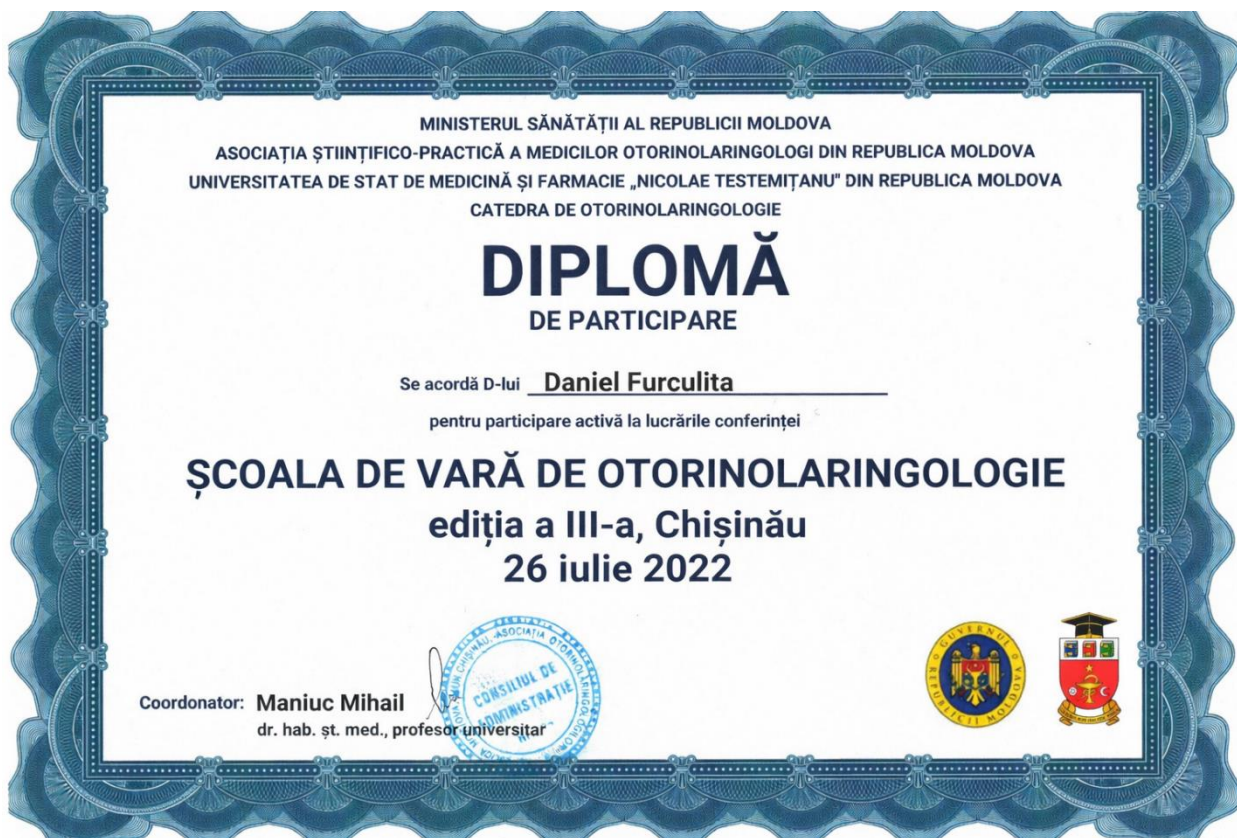 MINISTERUL SĂNĂTĂȚII AL REPUBLICII MOLDOVA
ASOCIAȚIA ȘTIINȚIFICO-PRACTICĂ A MEDICILOR OTORINOLARINGOLOGI DIN REPUBLICA MOLDOVA
UNIVERSITATEA DE STAT DE MEDICINĂ ȘI FARMACIE „NICOLAE TESTEMIȚANU" DIN REPUBLICA MOLDOVA
CATEDRA DE OTORINOLARINGOLOGIE
DIPLOMĂ
DE PARTICIPARE
Se acordă D-lui Daniel Furculita
pentru participare activă la lucrările conferinței
ȘCOALA DE VARĂ DE OTORINOLARINGOLOGIE
ediția a III-a, Chișinău
26 iulie 2022
Coordonator: Maniuc Mihail
dr. hab. șt. med., profesor universitar
CONSILIUL DE
ADMINISTRAȚIE
GUVERNUL
REPUBLICII MOLDOVA